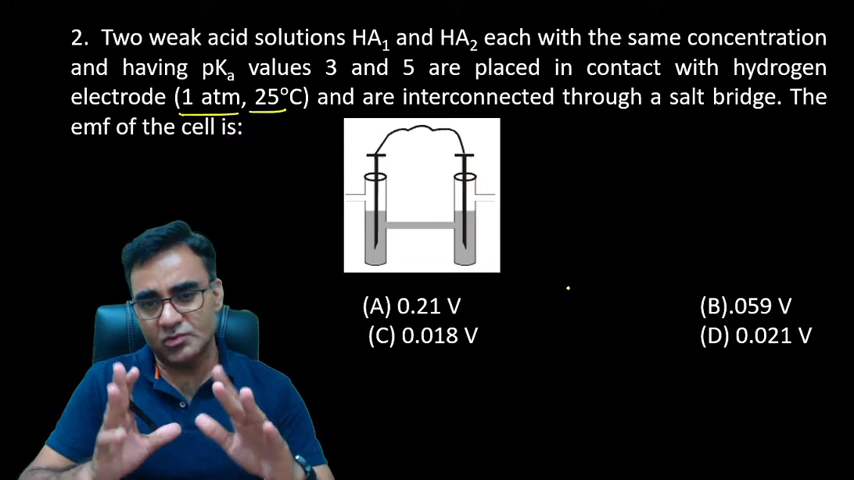 2. Two weak acid solutions HA₁ and HA₂ each with the same concentration
and having pKₐ values 3 and 5 are placed in contact with hydrogen
electrode (1 atm, 25°C) and are interconnected through a salt bridge. The
emf of the cell is:
(A) 0.21 V (B).059 V
(C) 0.018 V (D) 0.021 V